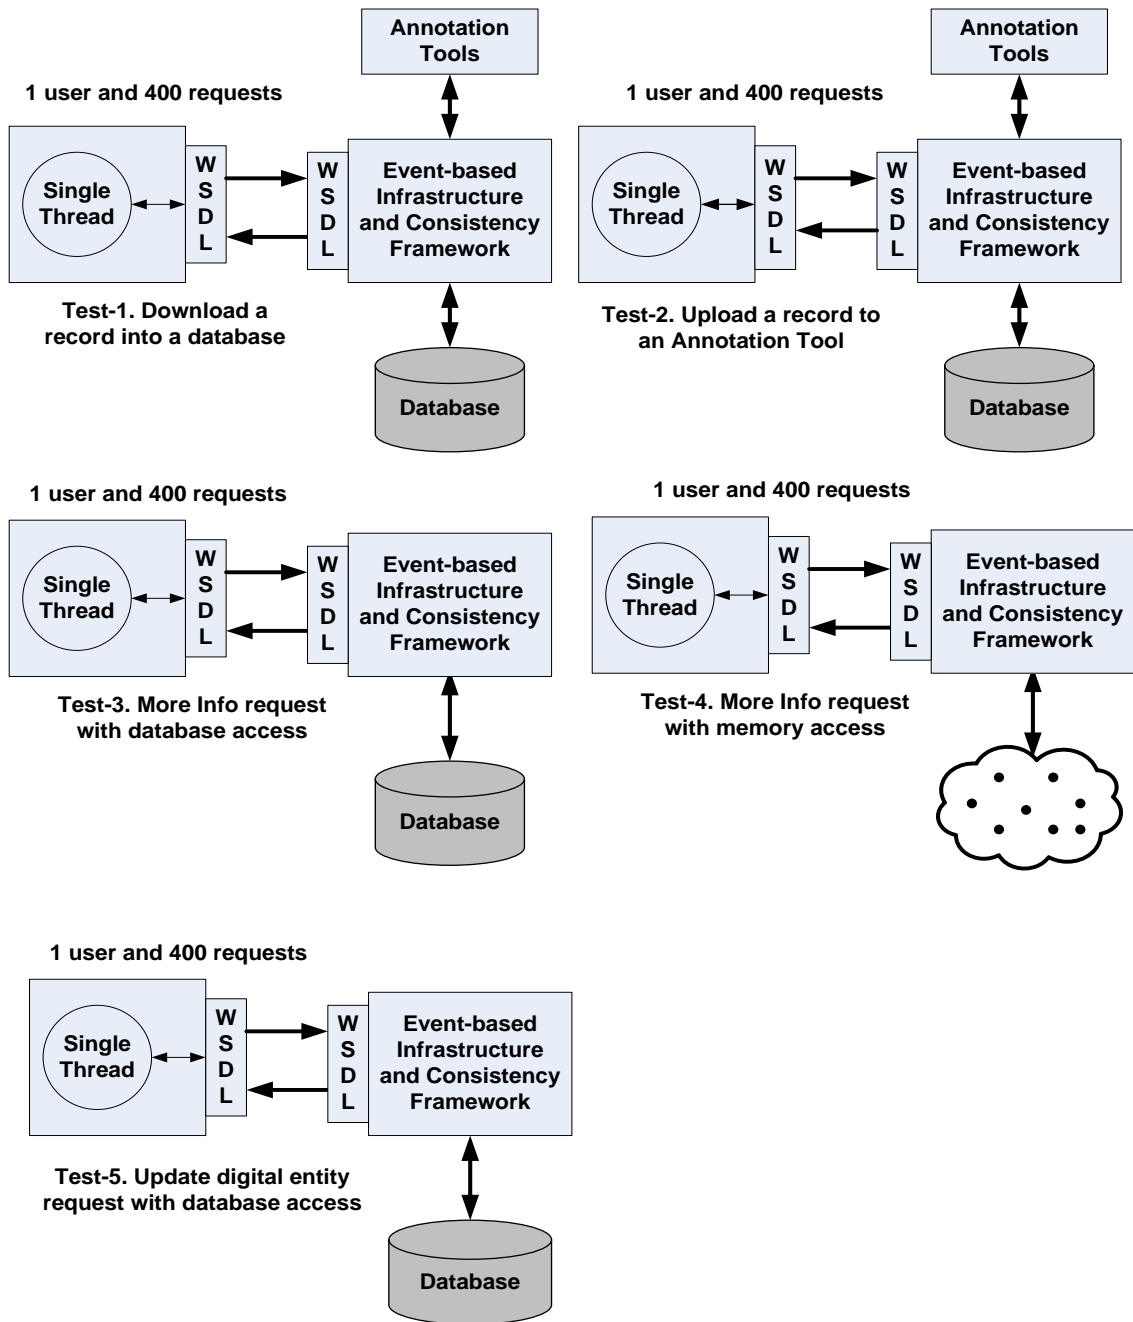 Annotation
Tools
1 user and 400 requests
Single
Thread
W
S
D
L
W
S
D
L
Event-based
Infrastructure
and Consistency
Framework
Test-1. Download a
record into a database
Database
Annotation
Tools
1 user and 400 requests
Single
Thread
W
S
D
L
W
S
D
L
Event-based
Infrastructure
and Consistency
Framework
Test-2. Upload a record to
an Annotation Tool
Database
1 user and 400 requests
Single
Thread
W
S
D
L
W
S
D
L
Event-based
Infrastructure
and Consistency
Framework
Test-3. More Info request
with database access
Database
1 user and 400 requests
Single
Thread
W
S
D
L
W
S
D
L
Event-based
Infrastructure
and Consistency
Framework
Test-4. More Info request
with memory access
1 user and 400 requests
Single
Thread
W
S
D
L
W
S
D
L
Event-based
Infrastructure
and Consistency
Framework
Test-5. Update digital entity
request with database access
Database